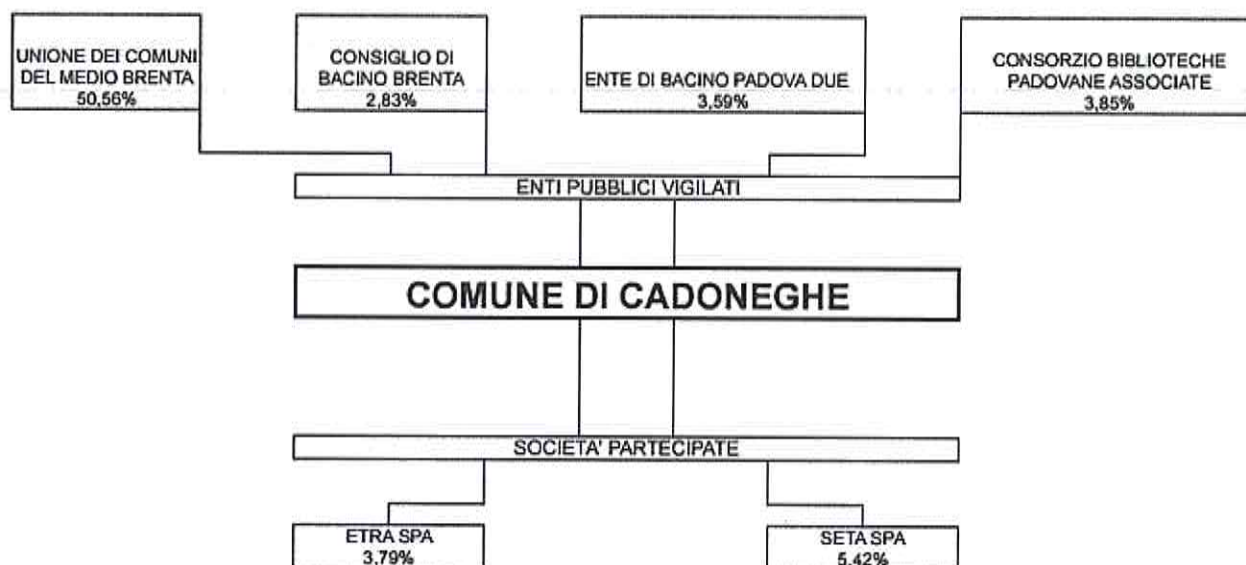 UNIONE DEI COMUNI
DEL MEDIO BRENTA
50,56%
CONSIGLIO DI
BACINO BRENTA
2,83%
ENTE DI BACINO PADOVA DUE
3,59%
CONSORZIO BIBLIOTECHE
PADOVANE ASSOCIATE
3,85%
ENTI PUBBLICI VIGILATI
COMUNE DI CADONEGHE
SOCIETA' PARTECIPATE
ETRA SPA
3,79%
SETA SPA
5,42%